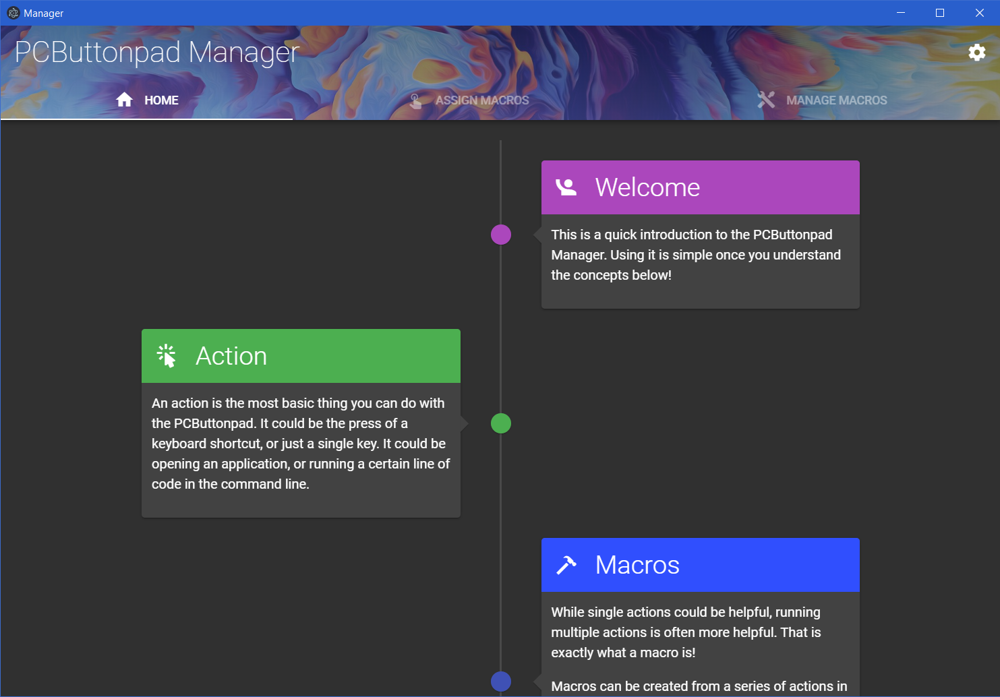 Manager
PCButtonpad Manager
HOME
ASSIGN MACROS
MANAGE MACROS
Welcome
This is a quick introduction to the PCButtonpad
Manager. Using it is simple once you understand
the concepts below!
Action
An action is the most basic thing you can do with
the PCButtonpad. It could be the press of a
keyboard shortcut, or just a single key. It could be
opening an application, or running a certain line of
code in the command line.
Macros
While single actions could be helpful, running
multiple actions is often more helpful. That is
exactly what a macro is!
Macros can be created from a series of actions in